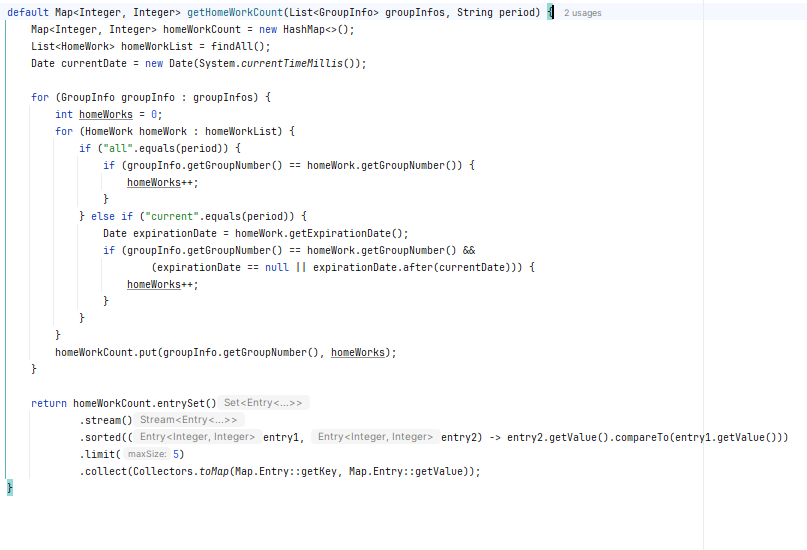 default Map<Integer, Integer> getHomeWorkCount(List<GroupInfo> groupInfos, String period) { 2 usages
    Map<Integer, Integer> homeWorkCount = new HashMap<>();
    List<HomeWork> homeWorkList = findAll();
    Date currentDate = new Date(System.currentTimeMillis());

    for (GroupInfo groupInfo : groupInfos) {
        int homeWorks = 0;
        for (HomeWork homeWork : homeWorkList) {
            if ("all".equals(period)) {
                if (groupInfo.getGroupNumber() == homeWork.getGroupNumber()) {
                    homeWorks++;
                }
            } else if ("current".equals(period)) {
                Date expirationDate = homeWork.getExpirationDate();
                if (groupInfo.getGroupNumber() == homeWork.getGroupNumber() &&
                        (expirationDate == null || expirationDate.after(currentDate))) {
                    homeWorks++;
                }
            }
        }
        homeWorkCount.put(groupInfo.getGroupNumber(), homeWorks);
    }

    return homeWorkCount.entrySet() Set<Entry<...>>
            .stream() Stream<Entry<...>>
            .sorted(( Entry<Integer, Integer> entry1, Entry<Integer, Integer> entry2) -> entry2.getValue().compareTo(entry1.getValue()))
            .limit( maxSize: 5)
            .collect(Collectors.toMap(Map.Entry::getKey, Map.Entry::getValue));
}